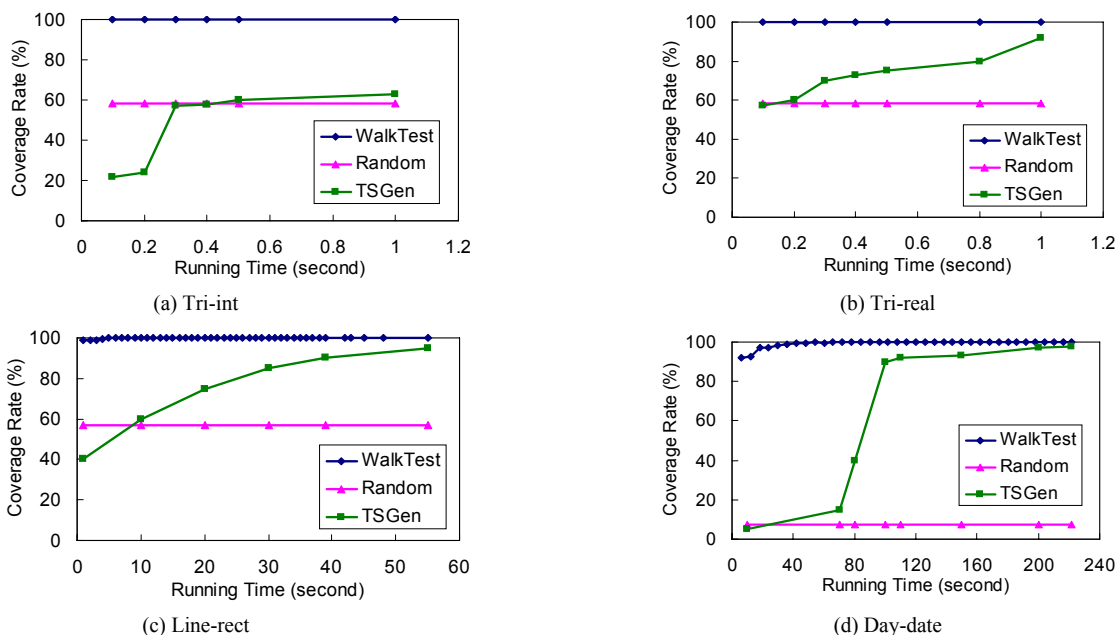 Coverage Rate (%)
100
80
60
40
20
0
0 0.2 0.4 0.6 0.8 1 1.2
Running Time (second)
WalkTest
Random
TSGen
(a) Tri-int
Coverage Rate (%)
100
80
60
40
20
0
0 0.2 0.4 0.6 0.8 1 1.2
Running Time (second)
WalkTest
Random
TSGen
(b) Tri-real
Coverage Rate (%)
100
80
60
40
20
0
0 10 20 30 40 50 60
Running Time (second)
WalkTest
Random
TSGen
(c) Line-rect
Coverage Rate (%)
100
80
60
40
20
0
0 40 80 120 160 200 240
Running Time (second)
WalkTest
Random
TSGen
(d) Day-date